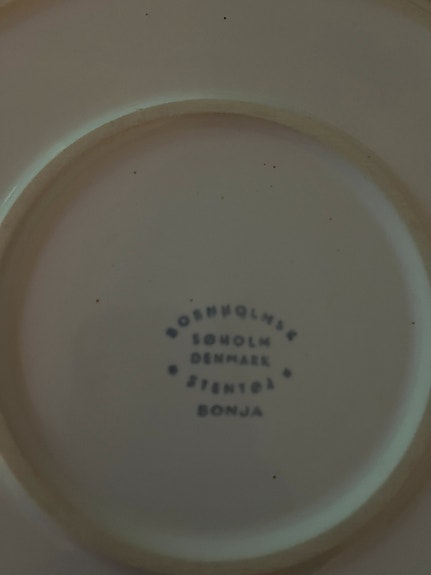 BORNHOLMSK
SØHOLM
DENMARK
* STENTØJ *
SONJA